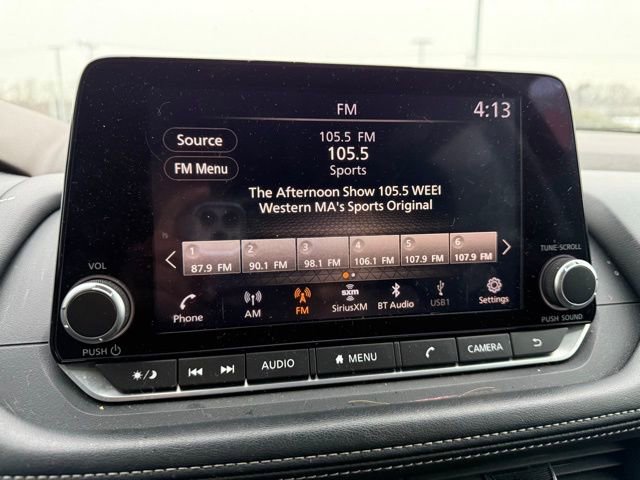 FM
4:13
Source
FM Menu
105.5 FM
105.5
Sports
The Afternoon Show 105.5 WEEI
Western MA's Sports Original
1 2 3 4 5 6
87.9 FM 90.1 FM 98.1 FM 106.1 FM 107.9 FM 107.9 FM
Phone AM FM SXM SiriusXM BT Audio USB1 Settings
VOL
PUSH
TUNE·SCROLL
PUSH SOUND
AUDIO MENU CAMERA